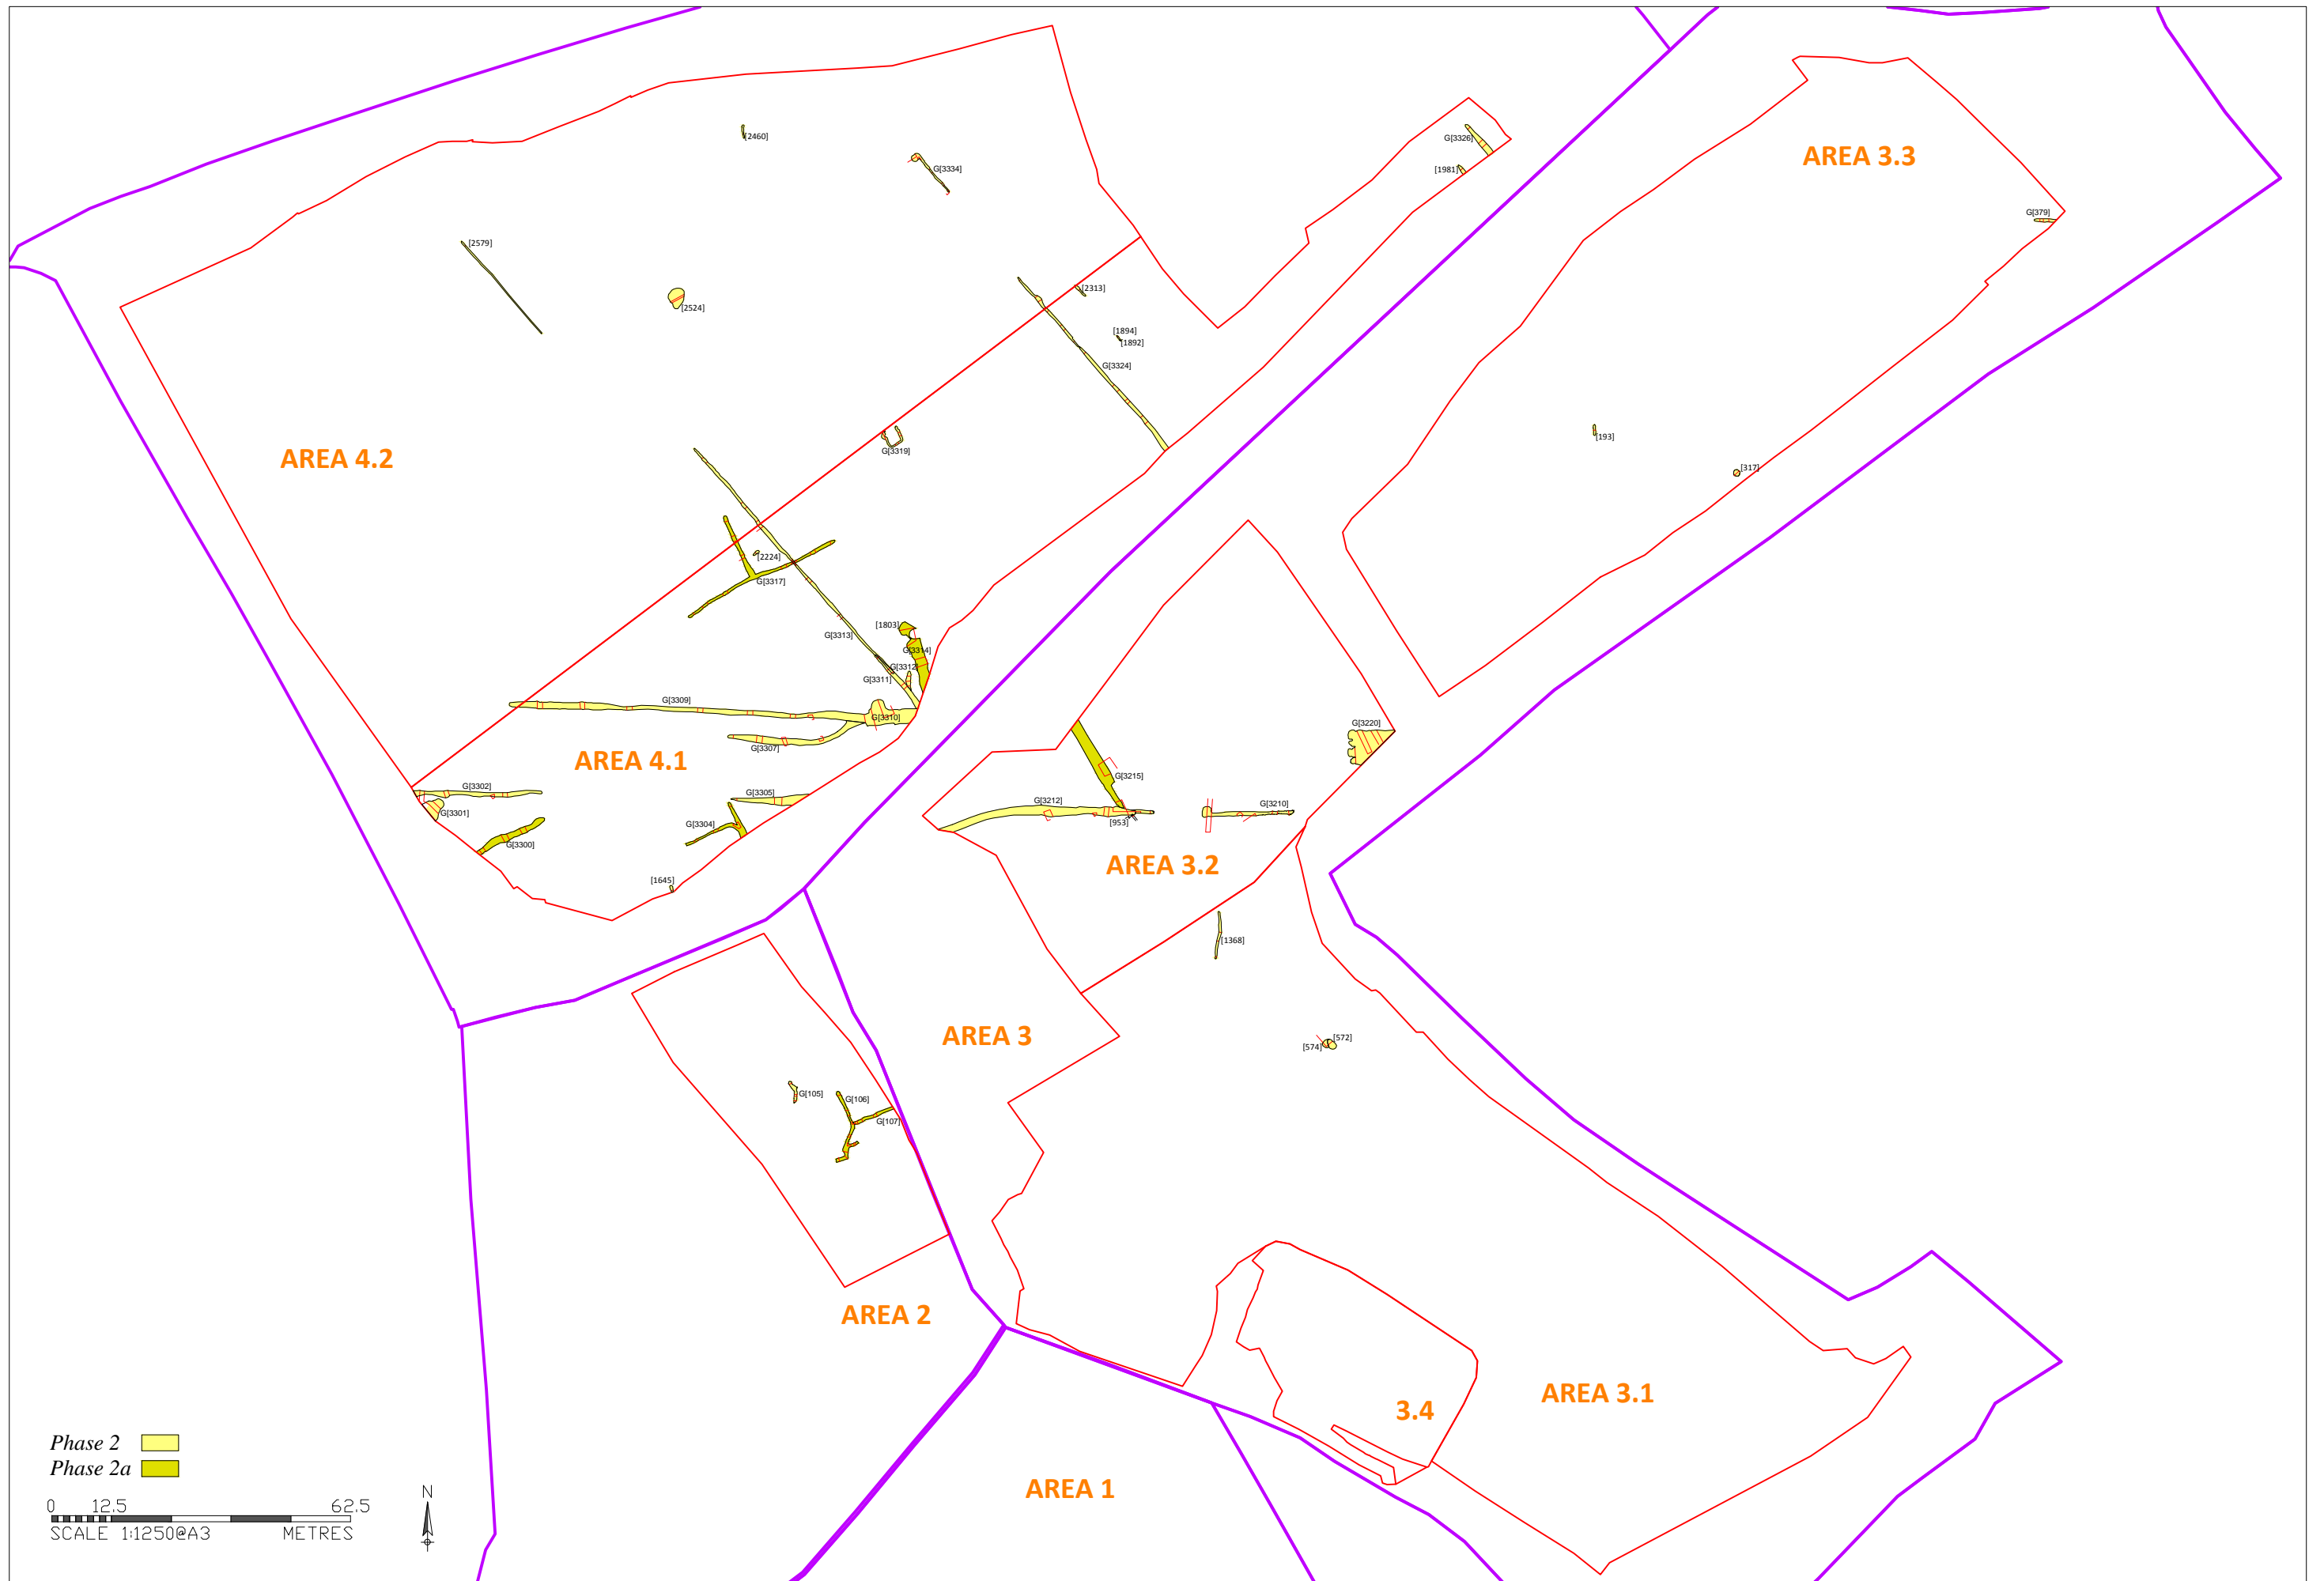 [2460]
G[3334]
G[3326]
[1981]
AREA 3.3
G[379]
[2579]
[2524]
[2313]
[1894]
[1892]
G[3324]
AREA 4.2
G[3319]
[193]
[317]
[2224]
G[3317]
[1803]
G[3313]
G[3314]
G[3312]
G[3311]
G[3309]
G[3310]
G[3307]
AREA 4.1
G[3220]
G[3215]
G[3302]
G[3301]
G[3305]
G[3304]
G[3300]
G[3212]
[953]
G[3210]
AREA 3.2
[1645]
[1368]
AREA 3
[574]
[572]
G[105]
G[106]
G[107]
AREA 2
AREA 3.1
3.4
AREA 1
Phase 2
Phase 2a
0 12.5 62.5
SCALE 1:1250@A3 METRES
N